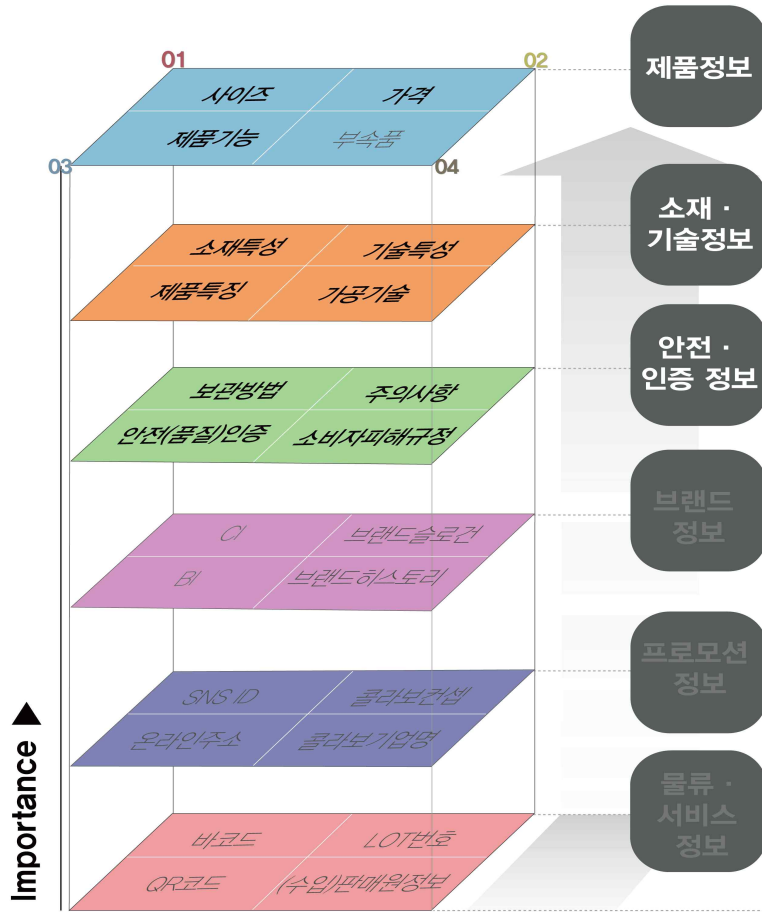 01
02
제품정보
사이즈
가격
제품기능
부속품
03
04
소재 ·
기술정보
소재특성
기술특성
제품특징
가공기술
안전 ·
인증 정보
보관방법
주의사항
안전(품질)인증
소비자피해규정
브랜드
정보
CI
브랜드슬로건
BI
브랜드히스토리
프로모션
정보
SNS ID
콜라보컨셉
온라인주소
콜라보기업명
물류 ·
서비스
정보
바코드
LOT번호
QR코드
(수입)판매원정보
Importance ▶